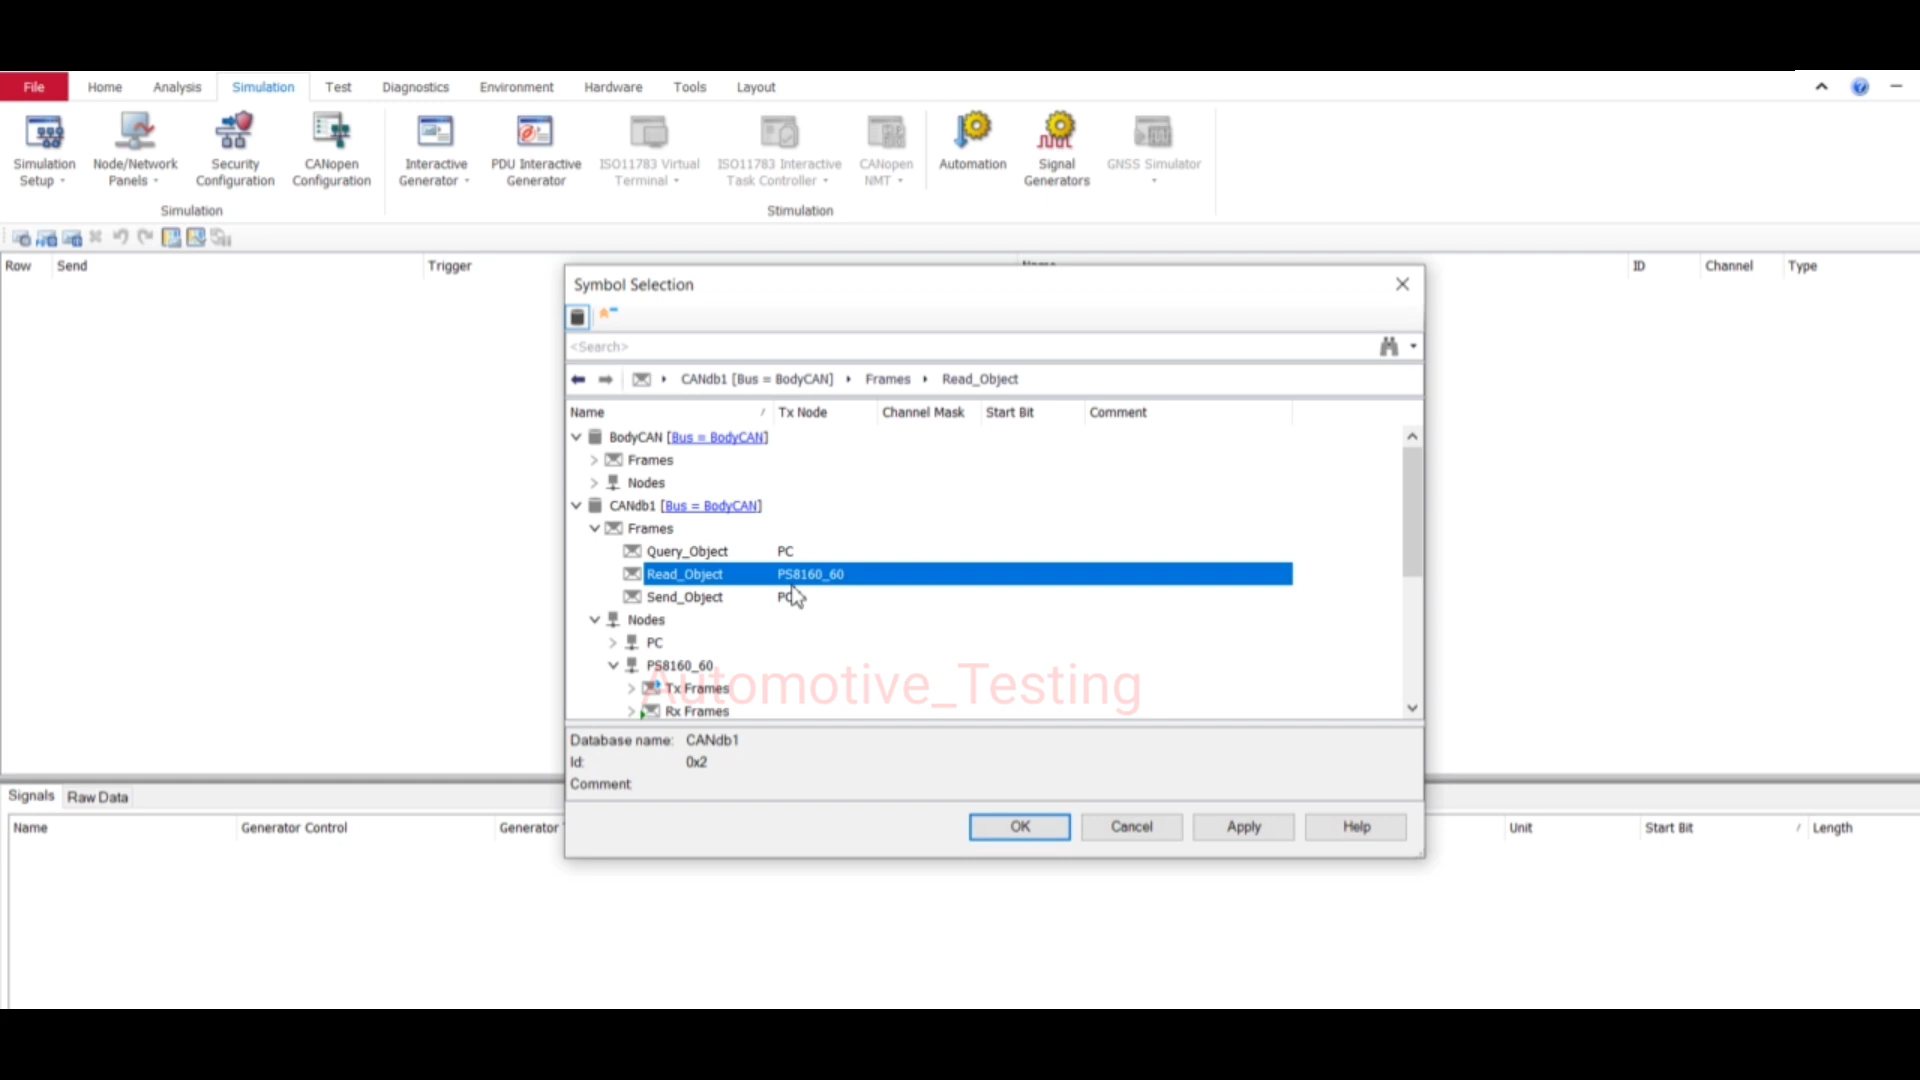 File Home Analysis Simulation Test Diagnostics Environment Hardware Tools Layout
Simulation Setup
Node/Network Panels
Security Configuration
CANopen Configuration
Interactive Generator
PDU Interactive Generator
ISO11783 Virtual Terminal
ISO11783 Interactive Task Controller
CANopen NMT
Automation
Signal Generators
GNSS Simulator
Simulation Stimulation
Row Send Trigger Name ID Channel Type
Symbol Selection
<Search>
CANdb1 [Bus = BodyCAN] Frames Read_Object
Name Tx Node Channel Mask Start Bit Comment
BodyCAN [Bus = BodyCAN]
Frames
Nodes
CANdb1 [Bus = BodyCAN]
Frames
Query_Object PC
Read_Object PS8160_60
Send_Object PC
Nodes
PC
PS8160_60
Automotive_Testing
Tx Frames
Rx Frames
Database name: CANdb1
Id: 0x2
Comment
OK Cancel Apply Help
Signals Raw Data
Name Generator Control Generator Unit Start Bit Length